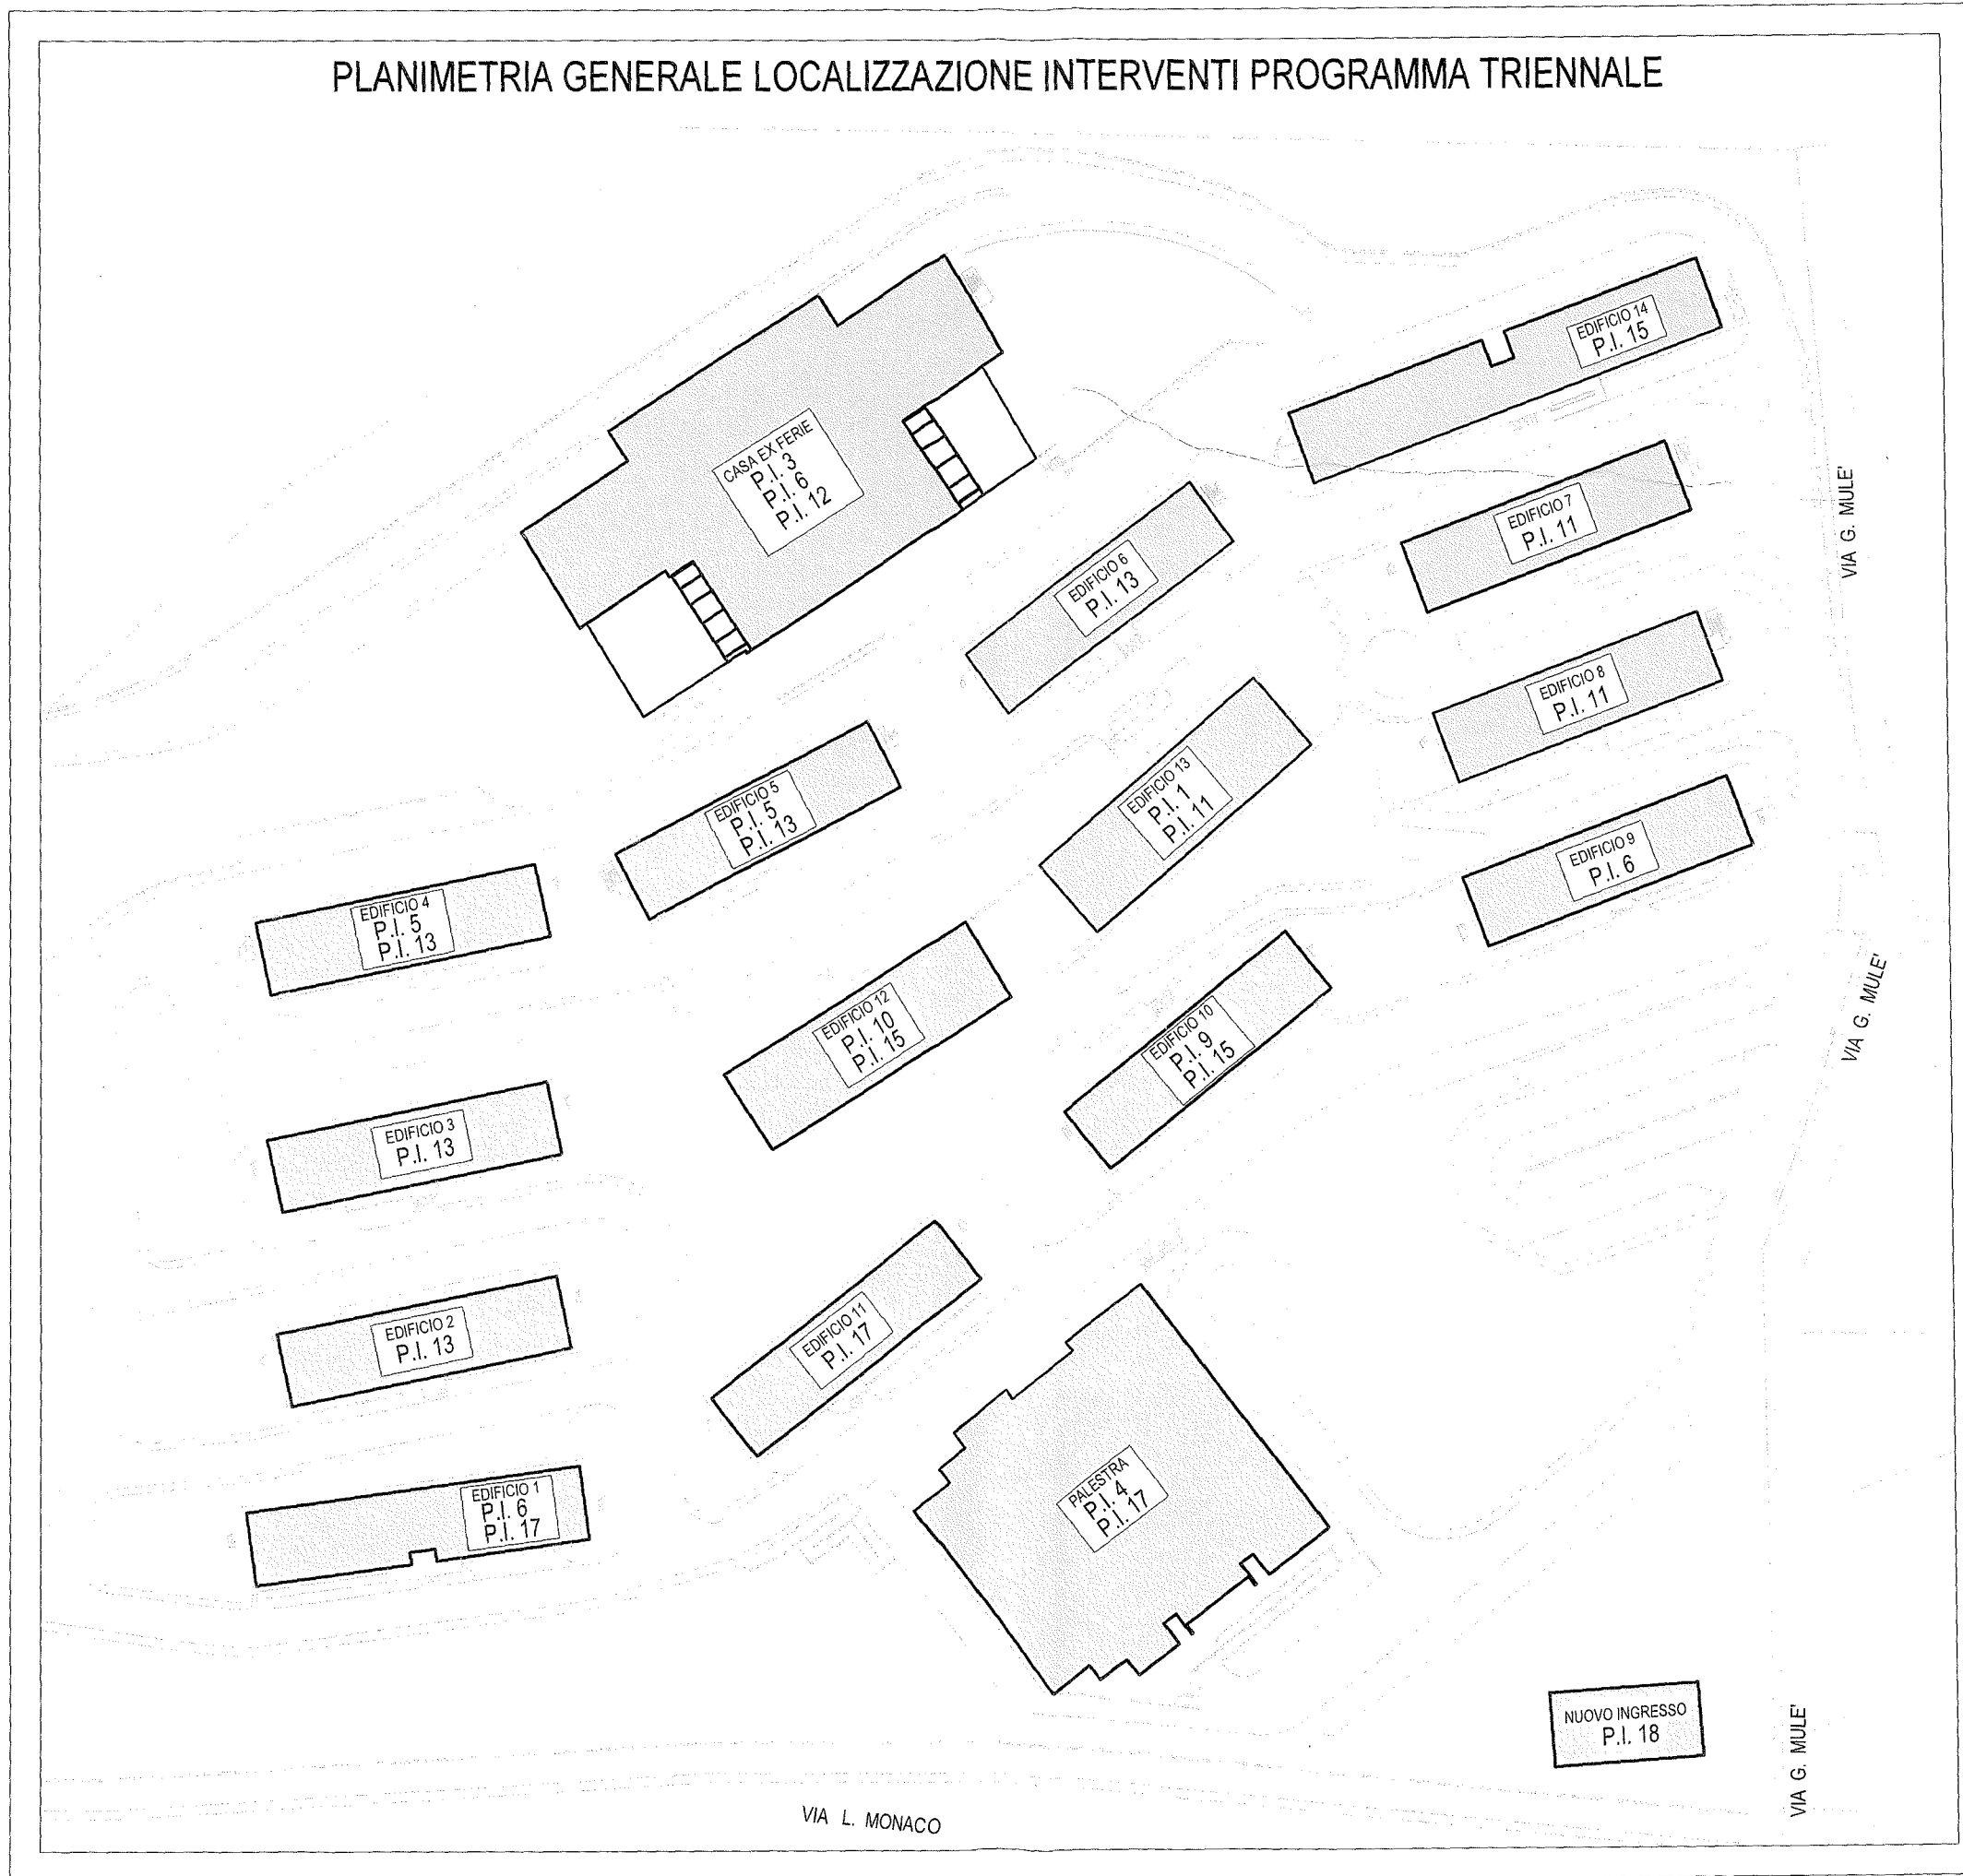 PLANIMETRIA GENERALE LOCALIZZAZIONE INTERVENTI PROGRAMMA TRIENNALE
EDIFICIO 14
P.I. 15
CASA EX FERIE
P.I. 3
P.I. 6
P.I. 12
EDIFICIO 7
P.I. 11
VIA G. MULE'
EDIFICIO 6
P.I. 13
EDIFICIO 8
P.I. 11
EDIFICIO 5
P.I. 5
P.I. 13
EDIFICIO 13
P.I. 1
P.I. 11
EDIFICIO 9
P.I. 6
EDIFICIO 4
P.I. 5
P.I. 13
EDIFICIO 12
P.I. 10
P.I. 15
EDIFICIO 10
P.I. 9
P.I. 15
VIA G. MULE'
EDIFICIO 3
P.I. 13
EDIFICIO 2
P.I. 13
EDIFICIO 11
P.I. 17
EDIFICIO 1
P.I. 6
P.I. 17
PALESTRA
P.I. 4
P.I. 17
NUOVO INGRESSO
P.I. 18
VIA G. MULE'
VIA L. MONACO